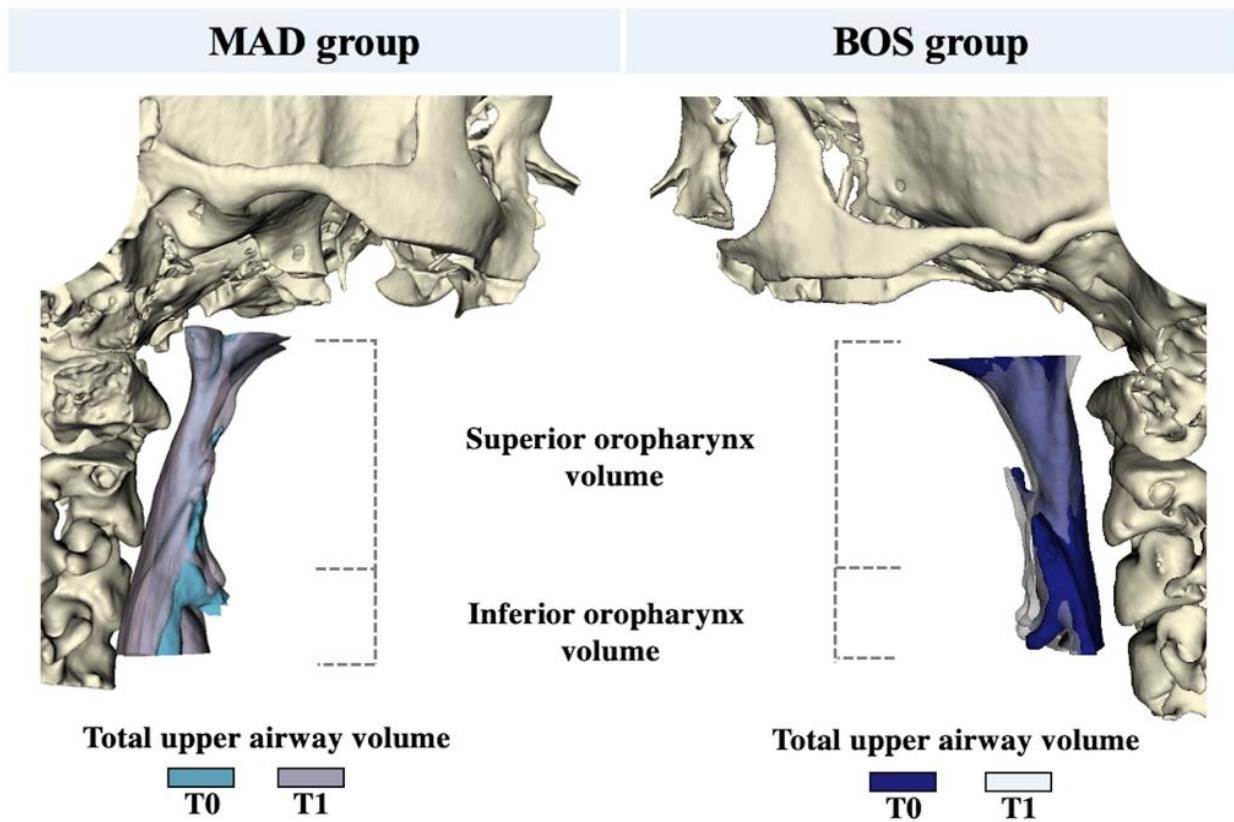 MAD group
BOS group
Superior oropharynx
volume
Inferior oropharynx
volume
Total upper airway volume
T0
T1
Total upper airway volume
T0
T1